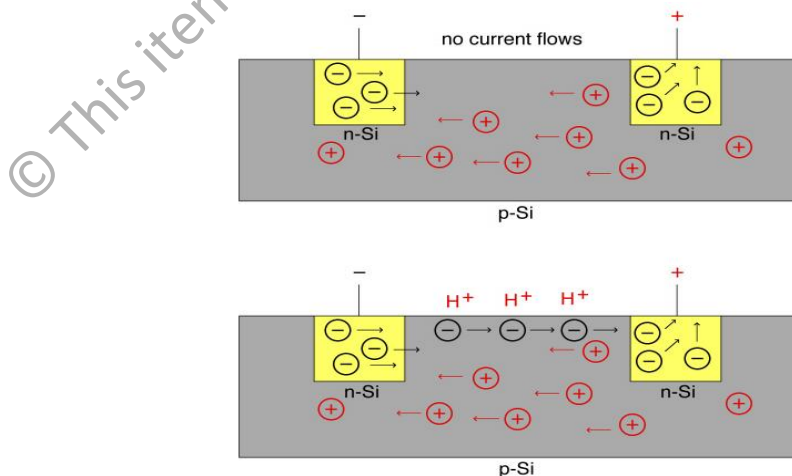 © This item
− +
no current flows
n-Si n-Si
p-Si
− +
H⁺ H⁺ H⁺
n-Si n-Si
p-Si